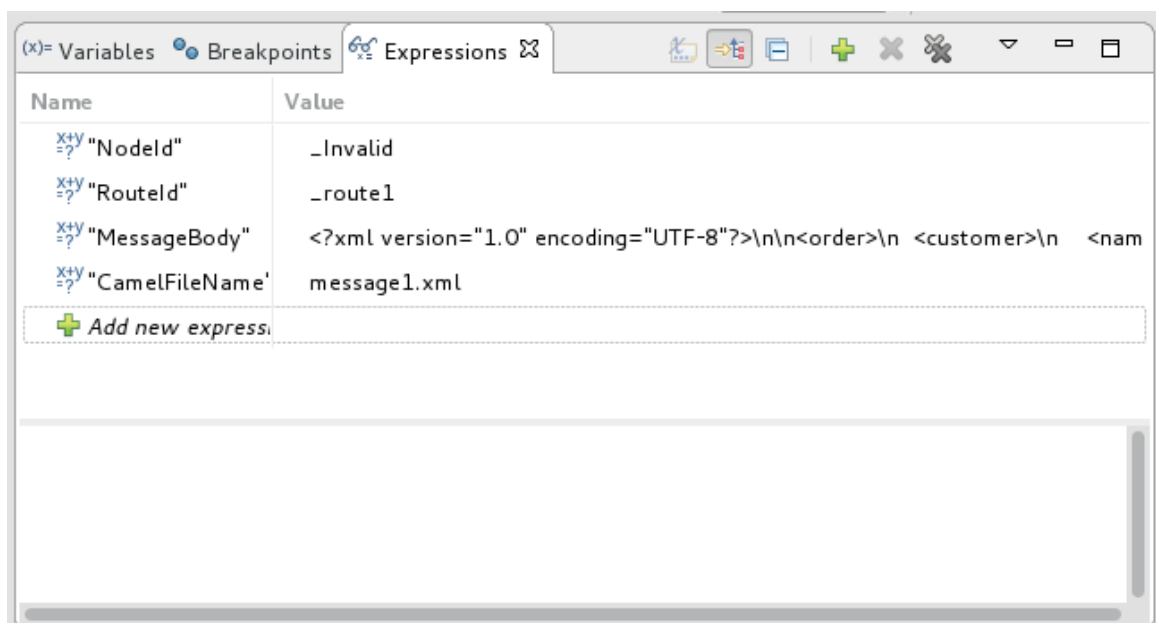 (x)= Variables Breakpoints Expressions
Name Value
x+y=? "NodeId" _Invalid
x+y=? "RouteId" _route1
x+y=? "MessageBody" <?xml version="1.0" encoding="UTF-8"?>\n\n<order>\n <customer>\n <nam
x+y=? "CamelFileName" message1.xml
Add new expressi